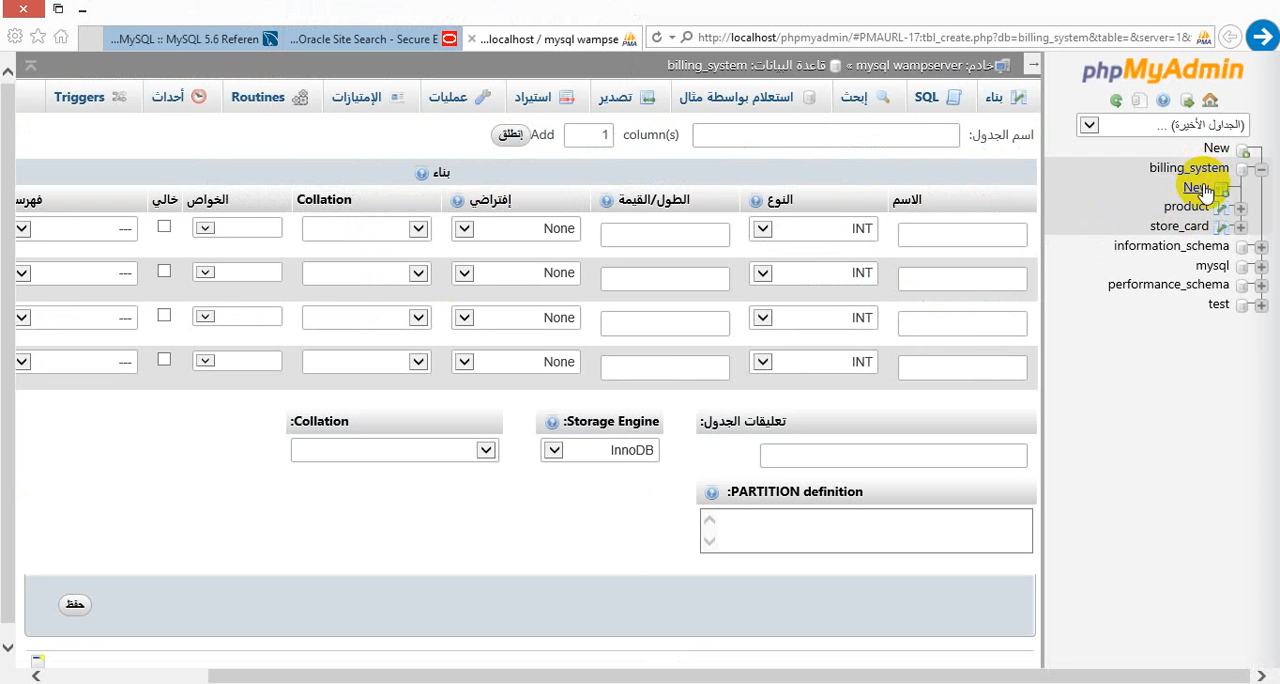 ...MySQL :: MySQL 5.6 Referen
...Oracle Site Search - Secure E
...localhost / mysql wampse
http://localhost/phpmyadmin/#PMAURL-17:tbl_create.php?db=billing_system&table=&server=1&
خادم: mysql wampserver » قاعدة البيانات: billing_system
بناء
SQL
إبحث
استعلام بواسطة مثال
تصدير
استيراد
عمليات
الإمتيازات
Routines
أحداث
Triggers
اسم الجدول:
Add 1 column(s)
إنطلق
بناء
الاسم النوع الطول/القيمة إفتراضي Collation الخواص خالي فهرس
INT None ---
INT None ---
INT None ---
INT None ---
تعليقات الجدول: Storage Engine: Collation:
InnoDB
PARTITION definition:
حفظ
phpMyAdmin
(الجداول الأخيرة) ...
New
billing_system
New
product
store_card
information_schema
mysql
performance_schema
test